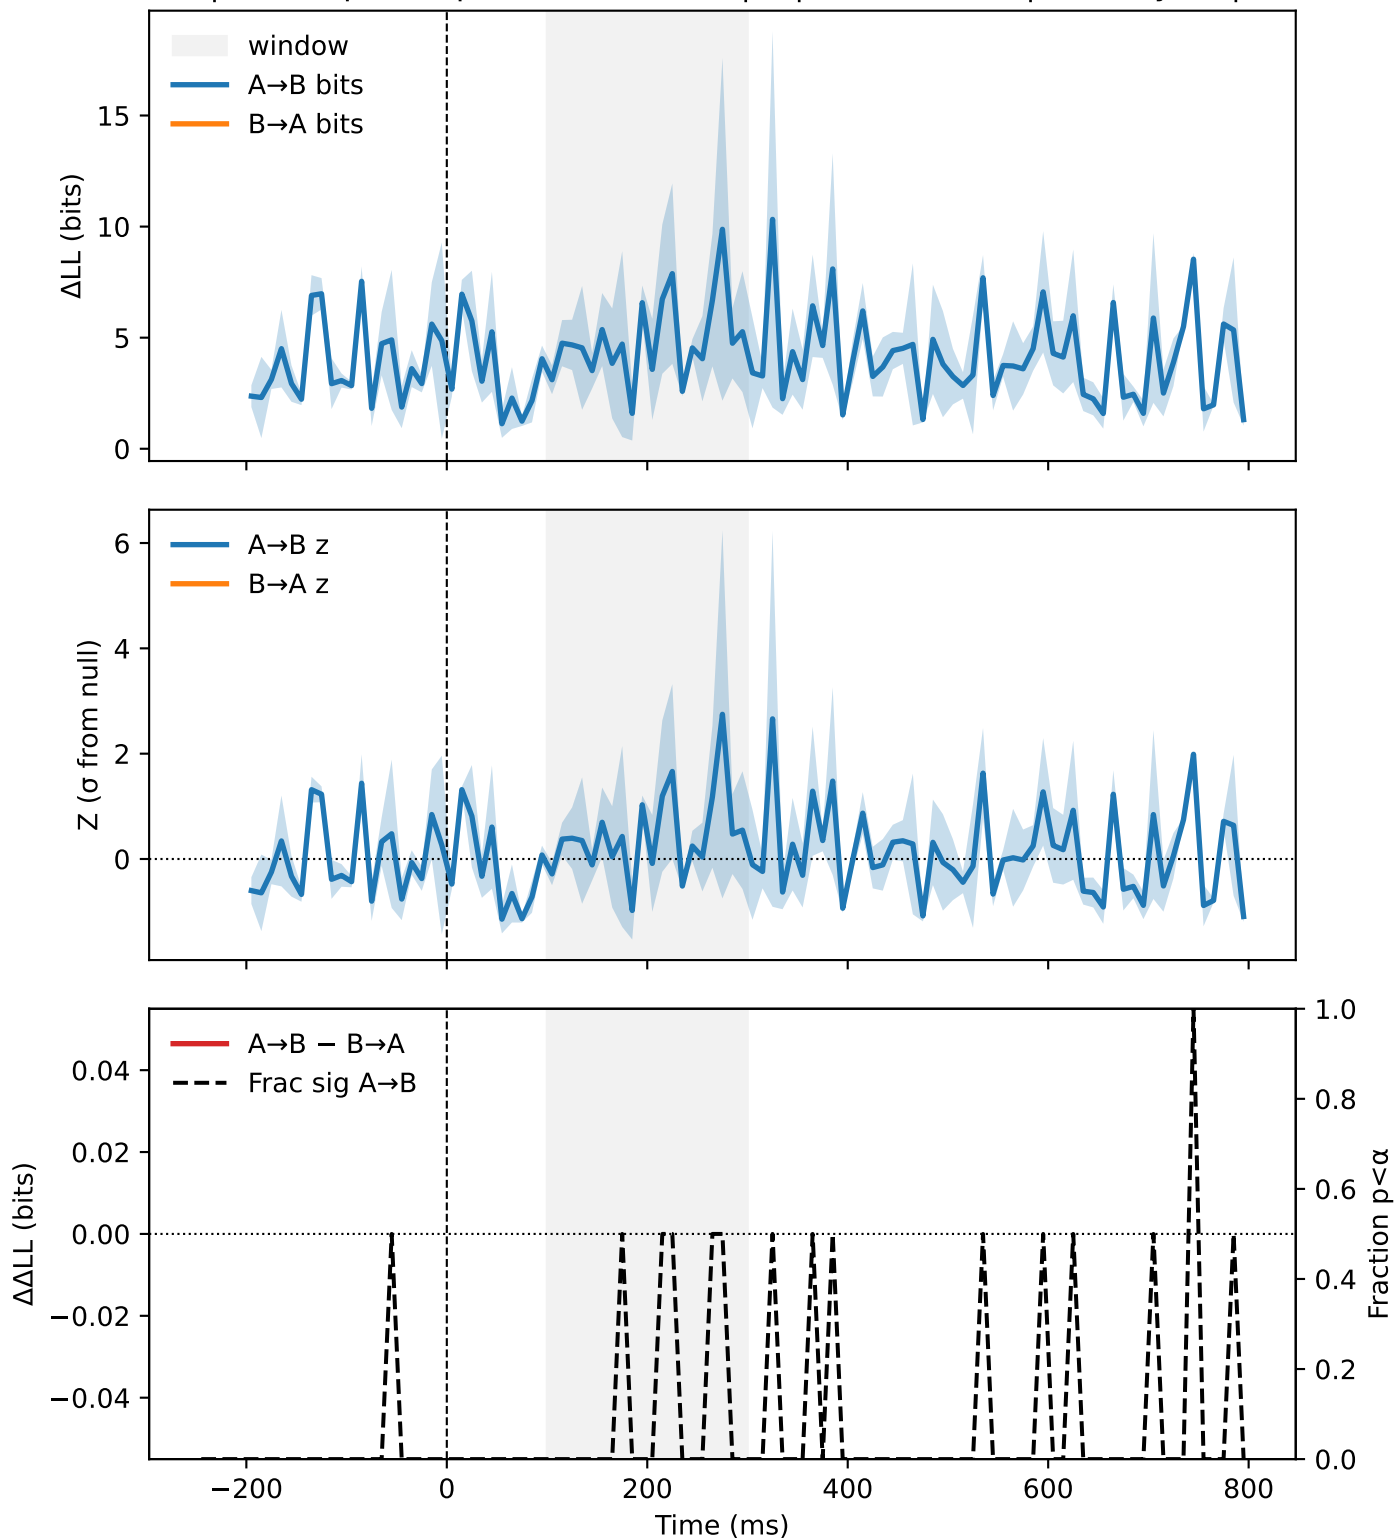 window
A→B bits
B→A bits
15
10
5
0
ΔLL (bits)
A→B z
B→A z
6
4
2
0
Z (σ from null)
A→B − B→A
Frac sig A→B
0.04
0.02
0.00
−0.02
−0.04
ΔΔLL (bits)
1.0
0.8
0.6
0.4
0.2
0.0
Fraction p<α
−200 0 200 400 600 800
Time (ms)